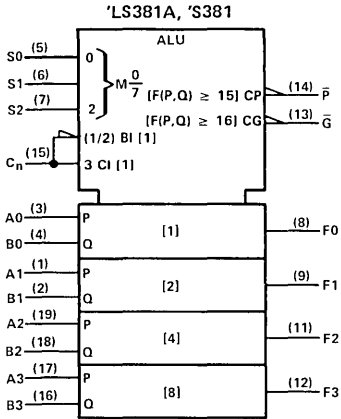 'LS381A, 'S381
ALU
S0 (5) 0
S1 (6) M 0/7
S2 (7) 2
[F(P,Q) ≥ 15] CP (14) P̅
[F(P,Q) ≥ 16] CG (13) G̅
(1/2) BI [1]
Cn (15) 3 CI [1]
A0 (3) P
B0 (4) Q
[1] (8) F0
A1 (1) P
B1 (2) Q
[2] (9) F1
A2 (19) P
B2 (18) Q
[4] (11) F2
A3 (17) P
B3 (16) Q
[8] (12) F3